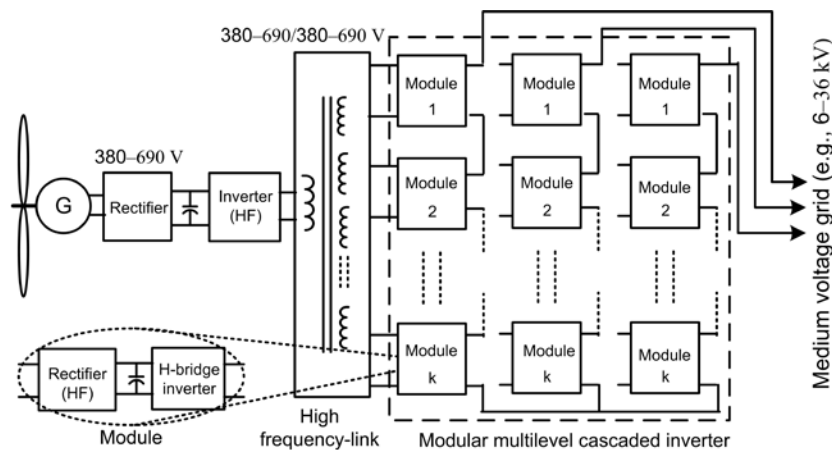 380–690/380–690 V
380–690 V
G
Rectifier
Inverter
(HF)
Module
1
Module
1
Module
1
Module
2
Module
2
Module
2
Module
k
Module
k
Module
k
Rectifier
(HF)
H-bridge
inverter
Module
High
frequency-link
Modular multilevel cascaded inverter
Medium voltage grid (e.g., 6–36 kV)